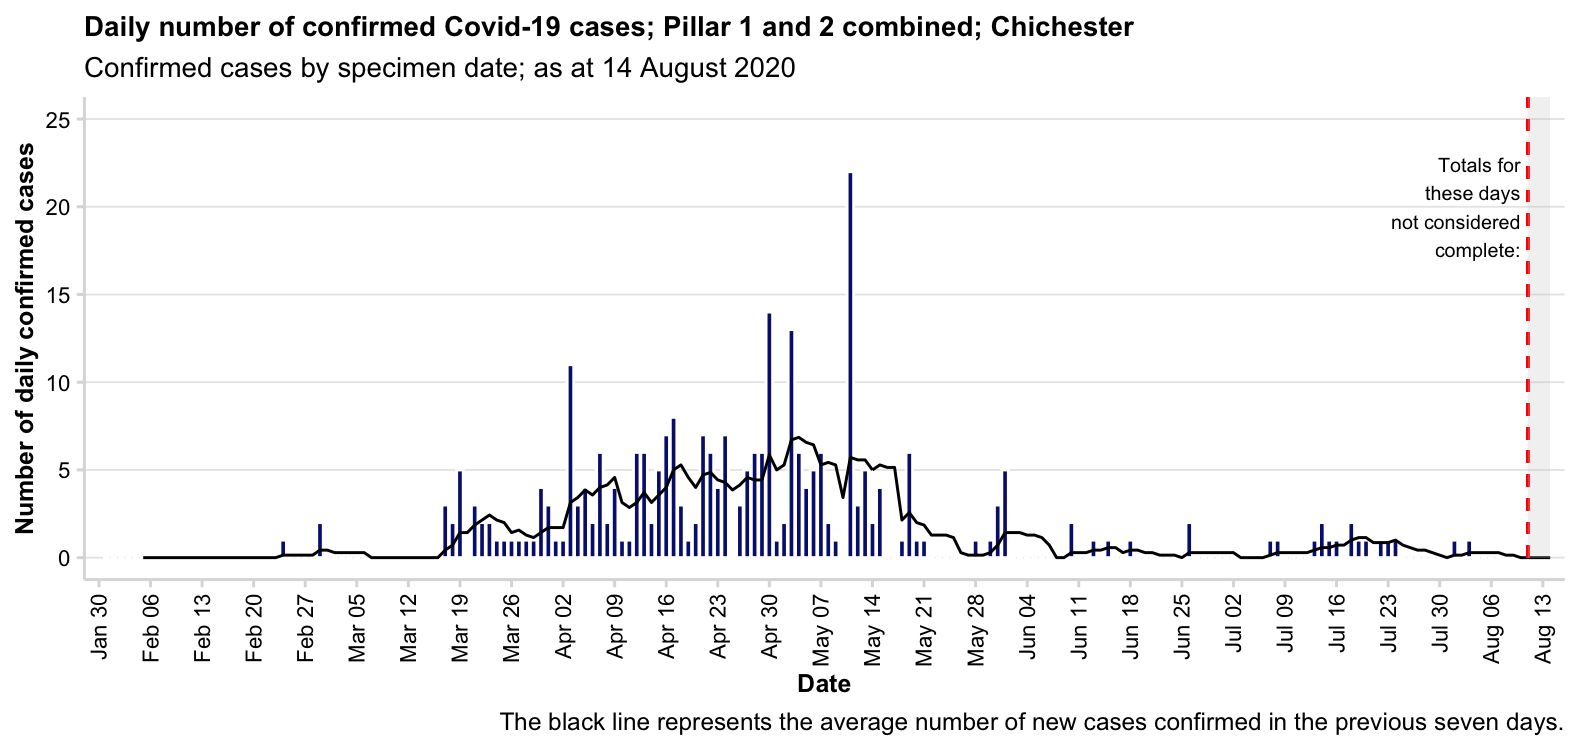 Daily number of confirmed Covid-19 cases; Pillar 1 and 2 combined; Chichester
Confirmed cases by specimen date; as at 14 August 2020
Number of daily confirmed cases
25
20
15
10
5
0
Totals for
these days
not considered
complete:
Jan 30
Feb 06
Feb 13
Feb 20
Feb 27
Mar 05
Mar 12
Mar 19
Mar 26
Apr 02
Apr 09
Apr 16
Apr 23
Apr 30
May 07
May 14
May 21
May 28
Jun 04
Jun 11
Jun 18
Jun 25
Jul 02
Jul 09
Jul 16
Jul 23
Jul 30
Aug 06
Aug 13
Date
The black line represents the average number of new cases confirmed in the previous seven days.